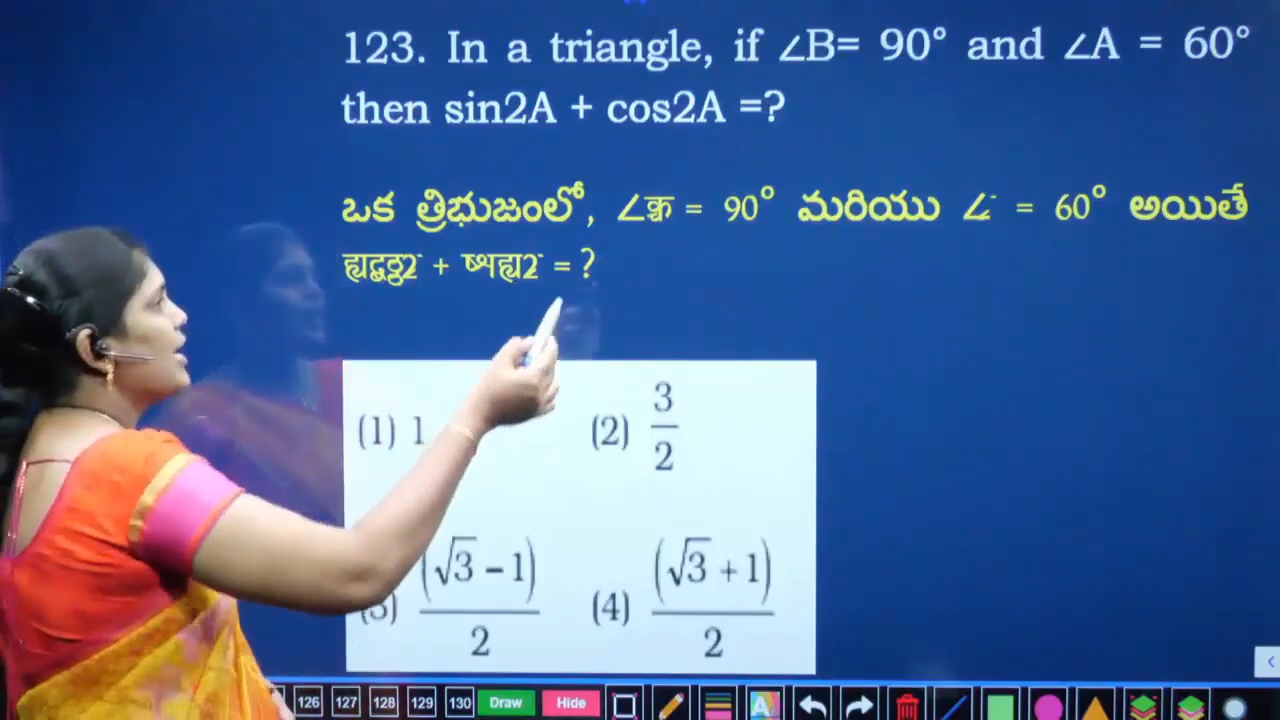 123. In a triangle, if ∠B= 90° and ∠A = 60°
then sin2A + cos2A =?
ఒక త్రిభుజంలో, ∠ = 90° మరియు ∠ = 60° అయితే
= ?
(1) 1 (2) 3/2
(3) (√3 – 1)/2 (4) (√3 + 1)/2
126 127 128 129 130 Draw Hide